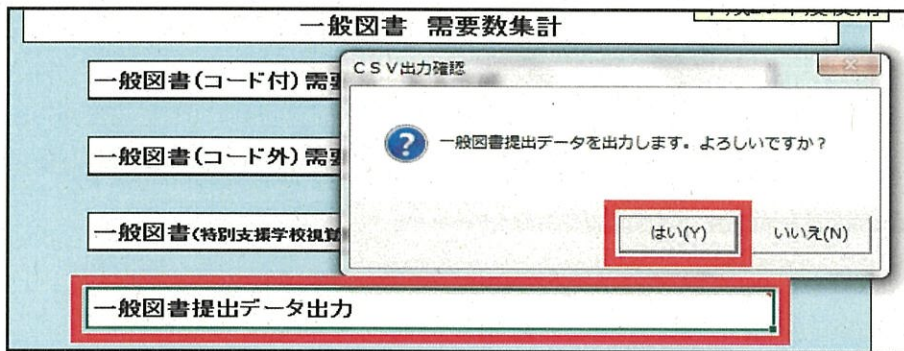 一般図書 需要数集計
一般図書(コード付)需要
CSV出力確認
一般図書提出データを出力します。よろしいですか?
一般図書(コード外)需要
はい(Y)
いいえ(N)
一般図書(特別支援学校視覚
一般図書提出データ出力